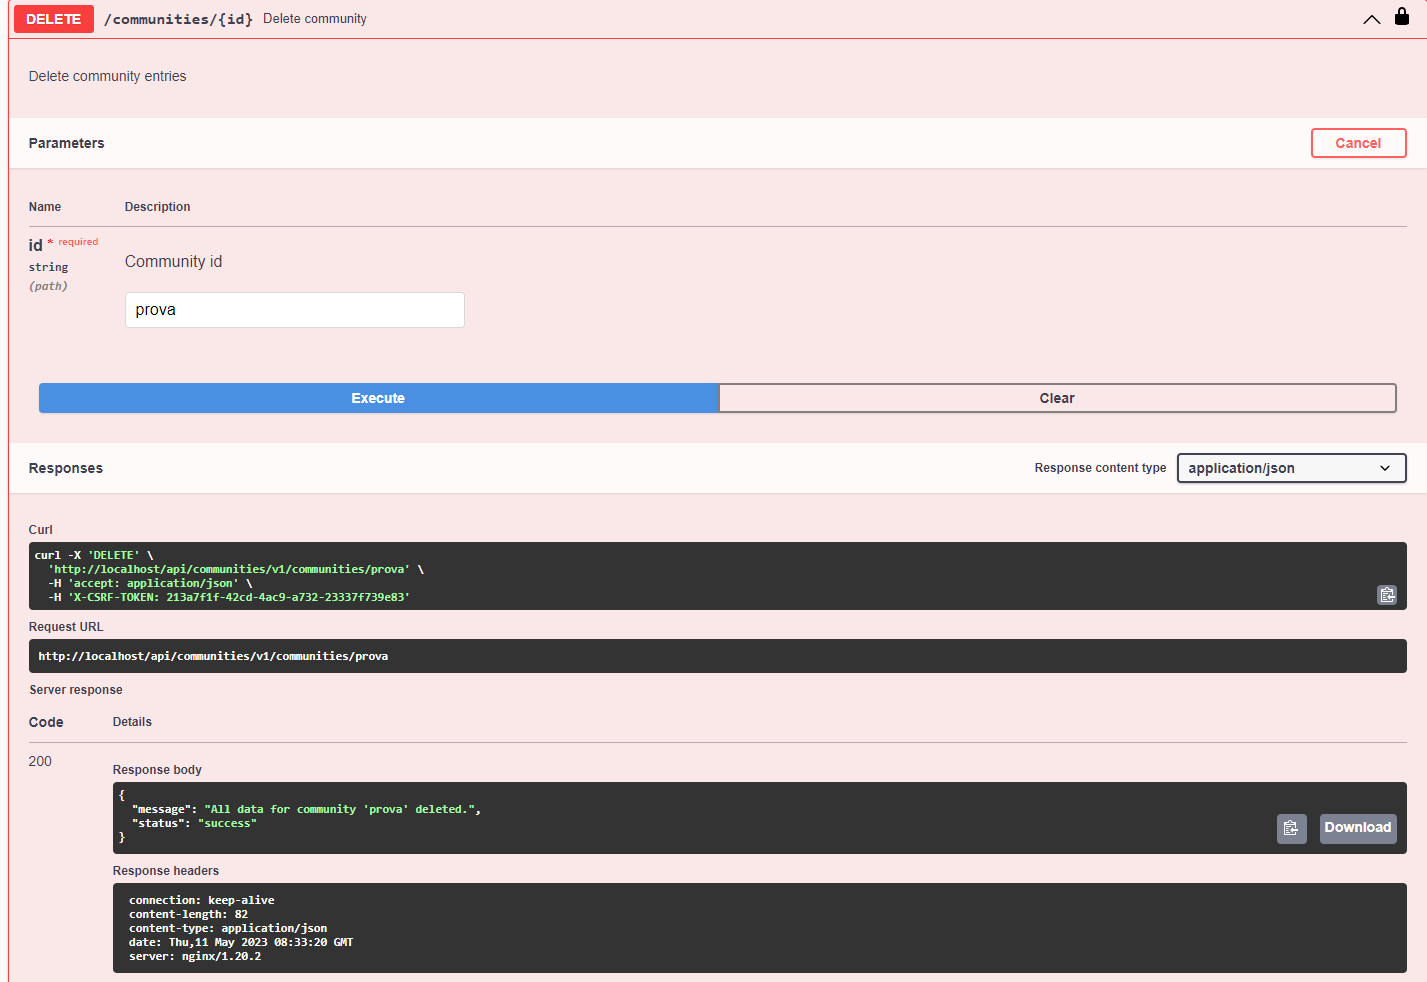 DELETE /communities/{id} Delete community
Delete community entries
Parameters Cancel
Name Description
id * required
string
(path)
Community id
prova
Execute Clear
Responses Response content type application/json
Curl
curl -X 'DELETE' \
  'http://localhost/api/communities/v1/communities/prova' \
  -H 'accept: application/json' \
  -H 'X-CSRF-TOKEN: 213a7f1f-42cd-4ac9-a732-23337f739e83'
Request URL
http://localhost/api/communities/v1/communities/prova
Server response
Code Details
200
Response body
{
  "message": "All data for community 'prova' deleted.",
  "status": "success"
}
Download
Response headers
connection: keep-alive
content-length: 82
content-type: application/json
date: Thu,11 May 2023 08:33:20 GMT
server: nginx/1.20.2